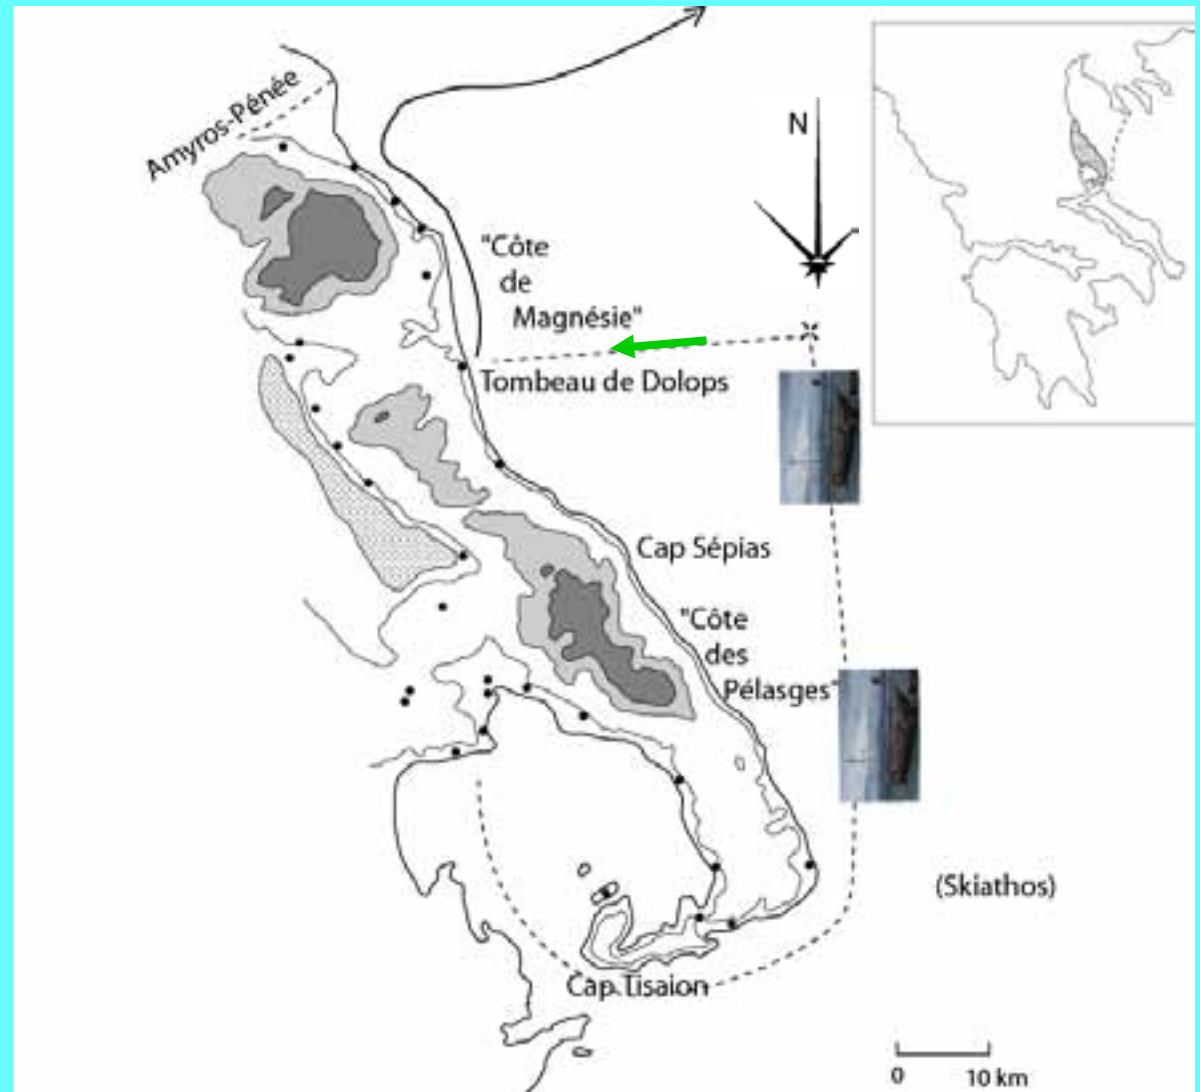 Amyros-Pénée
N
"Côte
de
Magnésie"
Tombeau de Dolops
Cap Sépias
"Côte
des
Pélasges"
(Skiathos)
Cap Tisaion
0 10 km